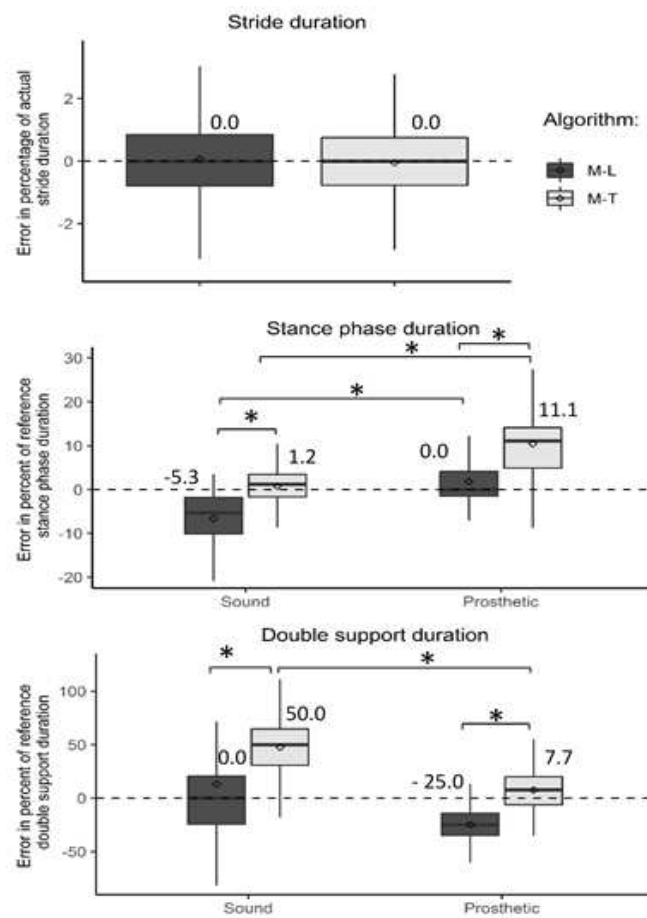 Stride duration
Error in percentage of actual
stride duration
2
0
-2
0.0
0.0
Algorithm:
M-L
M-T
Stance phase duration
Error in percent of reference
stance phase duration
30
20
10
0
-10
-20
*
*
*
*
-5.3
1.2
0.0
11.1
Sound
Prosthetic
Double support duration
Error in percent of reference
double support duration
100
50
0
-50
*
*
*
0.0
50.0
- 25.0
7.7
Sound
Prosthetic